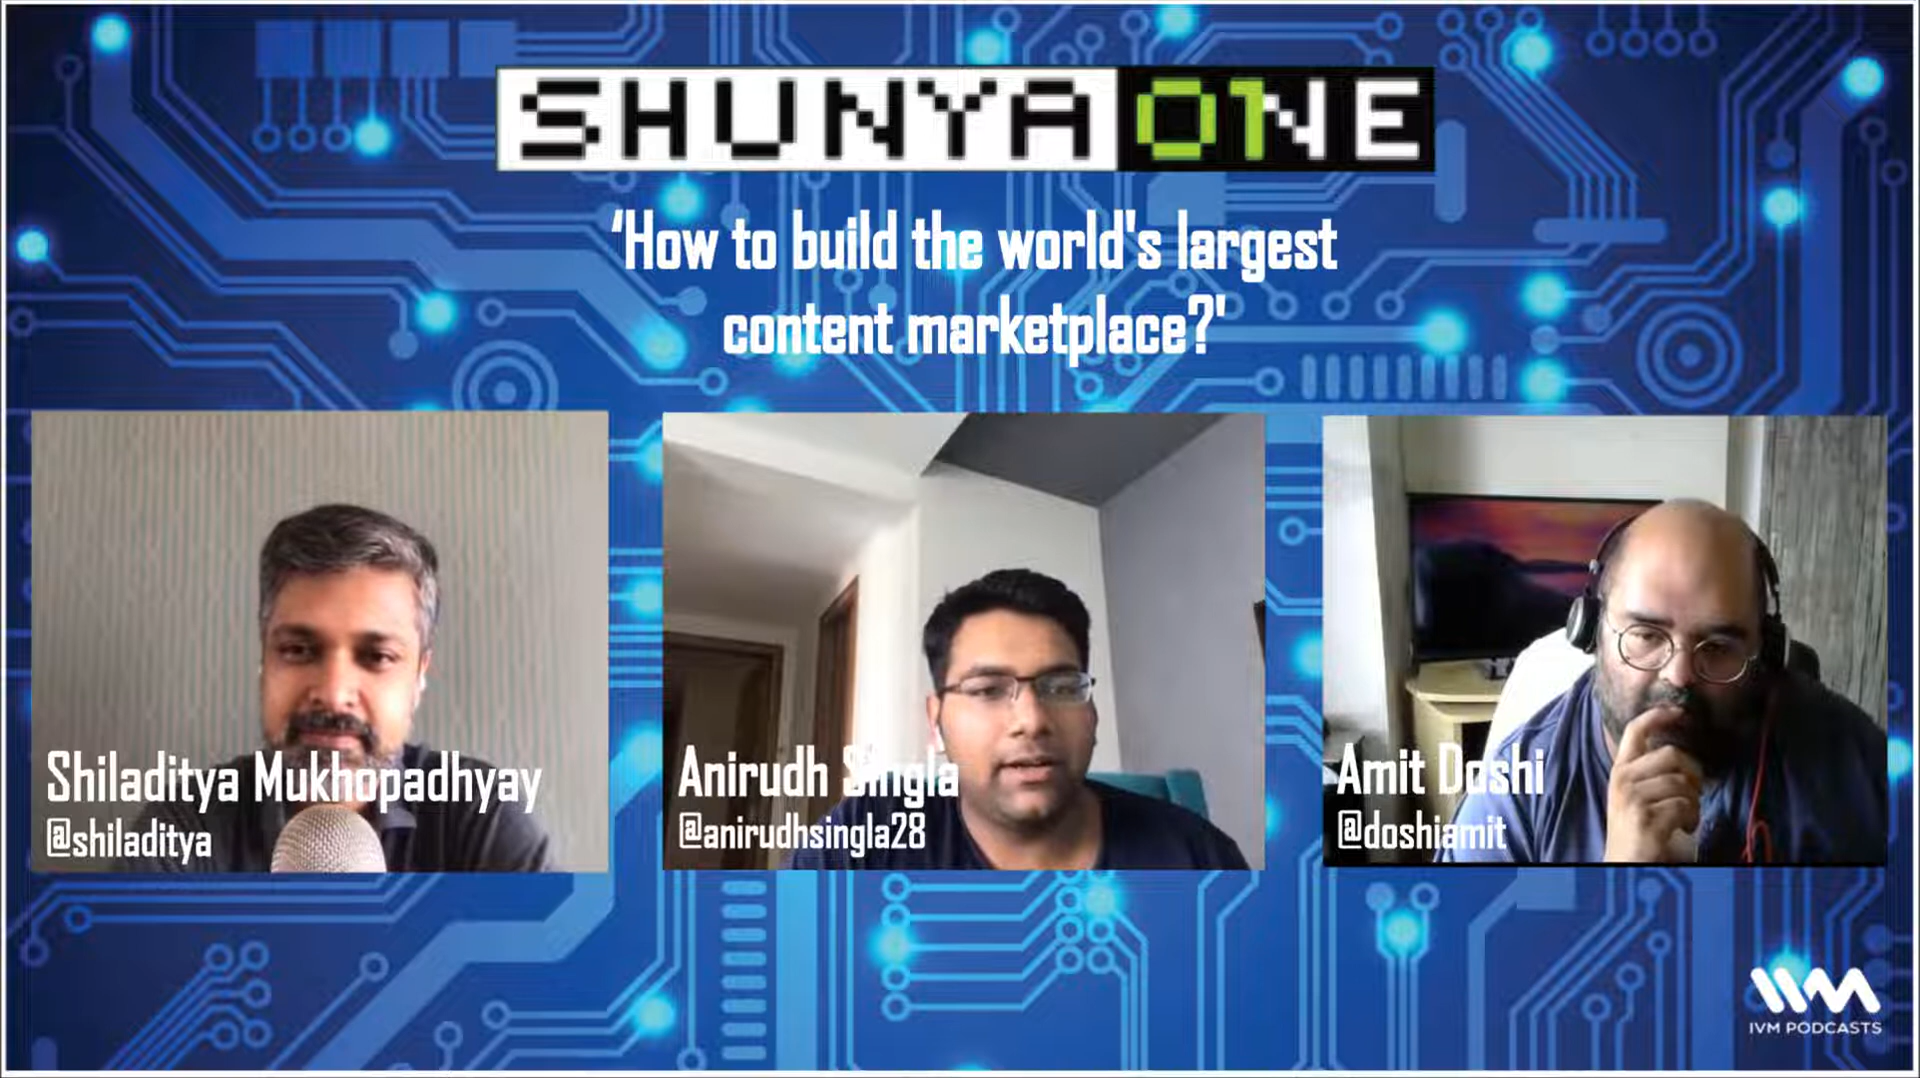 SHUNYA ONE
‘How to build the world's largest
content marketplace?'
Shiladitya Mukhopadhyay
@shiladitya
Anirudh Singla
@anirudhsingla28
Amit Doshi
@doshiamit
IVM
IVM PODCASTS